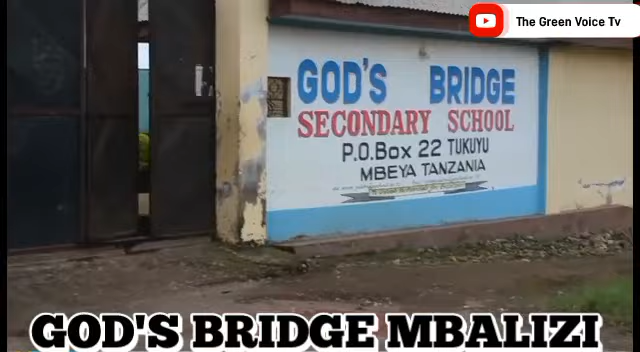 The Green Voice Tv
GOD'S BRIDGE
SECONDARY SCHOOL
P.O.Box 22 TUKUYU
MBEYA TANZANIA
GOD'S BRIDGE MBALIZI